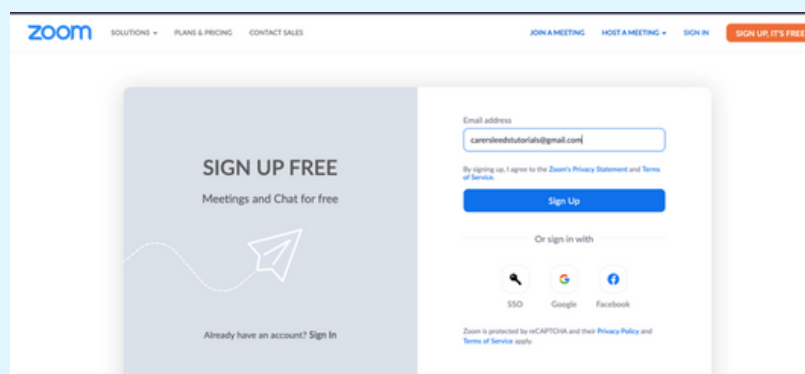 zoom SOLUTIONS PLANS & PRICING CONTACT SALES JOIN A MEETING HOST A MEETING SIGN IN SIGN UP, IT'S FREE
SIGN UP FREE
Meetings and Chat for free
Already have an account? Sign In
Email address
carersleedstutorials@gmail.com
By signing up, I agree to the Zoom's Privacy Statement and Terms
of Service.
Sign Up
Or sign in with
SSO Google Facebook
Zoom is protected by reCAPTCHA and their Privacy Policy and
Terms of Service apply.